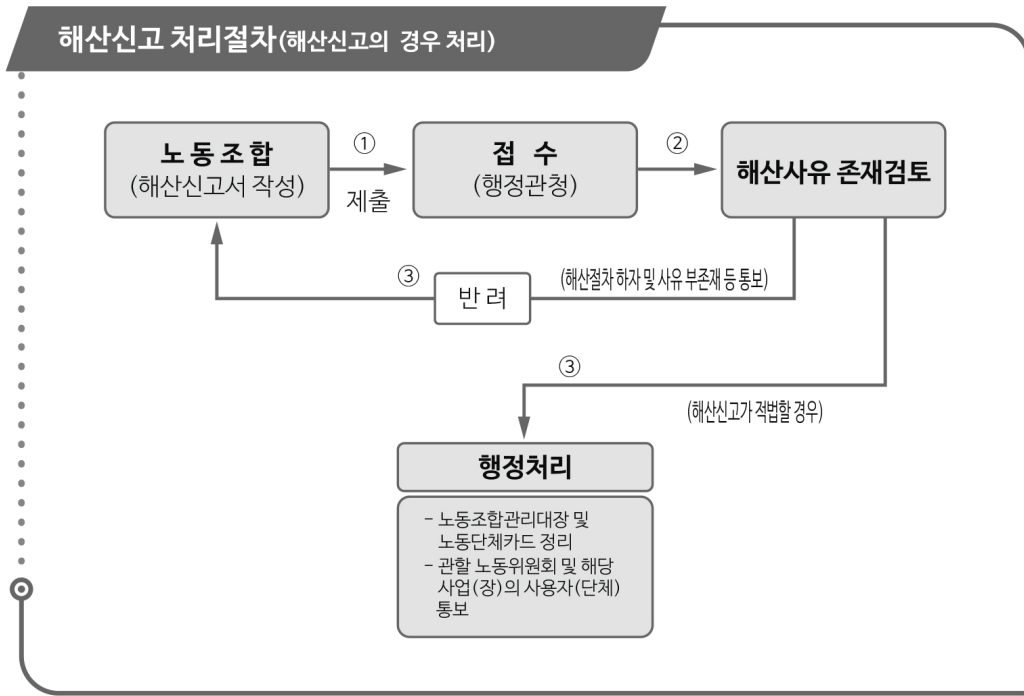 해산신고 처리절차(해산신고의 경우 처리)
노동조합
(해산신고서 작성)
①
제출
접 수
(행정관청)
②
해산사유 존재검토
③
반 려
(해산절차 하자 및 사유 부존재 등 통보)
③
(해산신고가 적법할 경우)
행정처리
- 노동조합관리대장 및
노동단체카드 정리
- 관할 노동위원회 및 해당
사업(장)의 사용자(단체)
통보